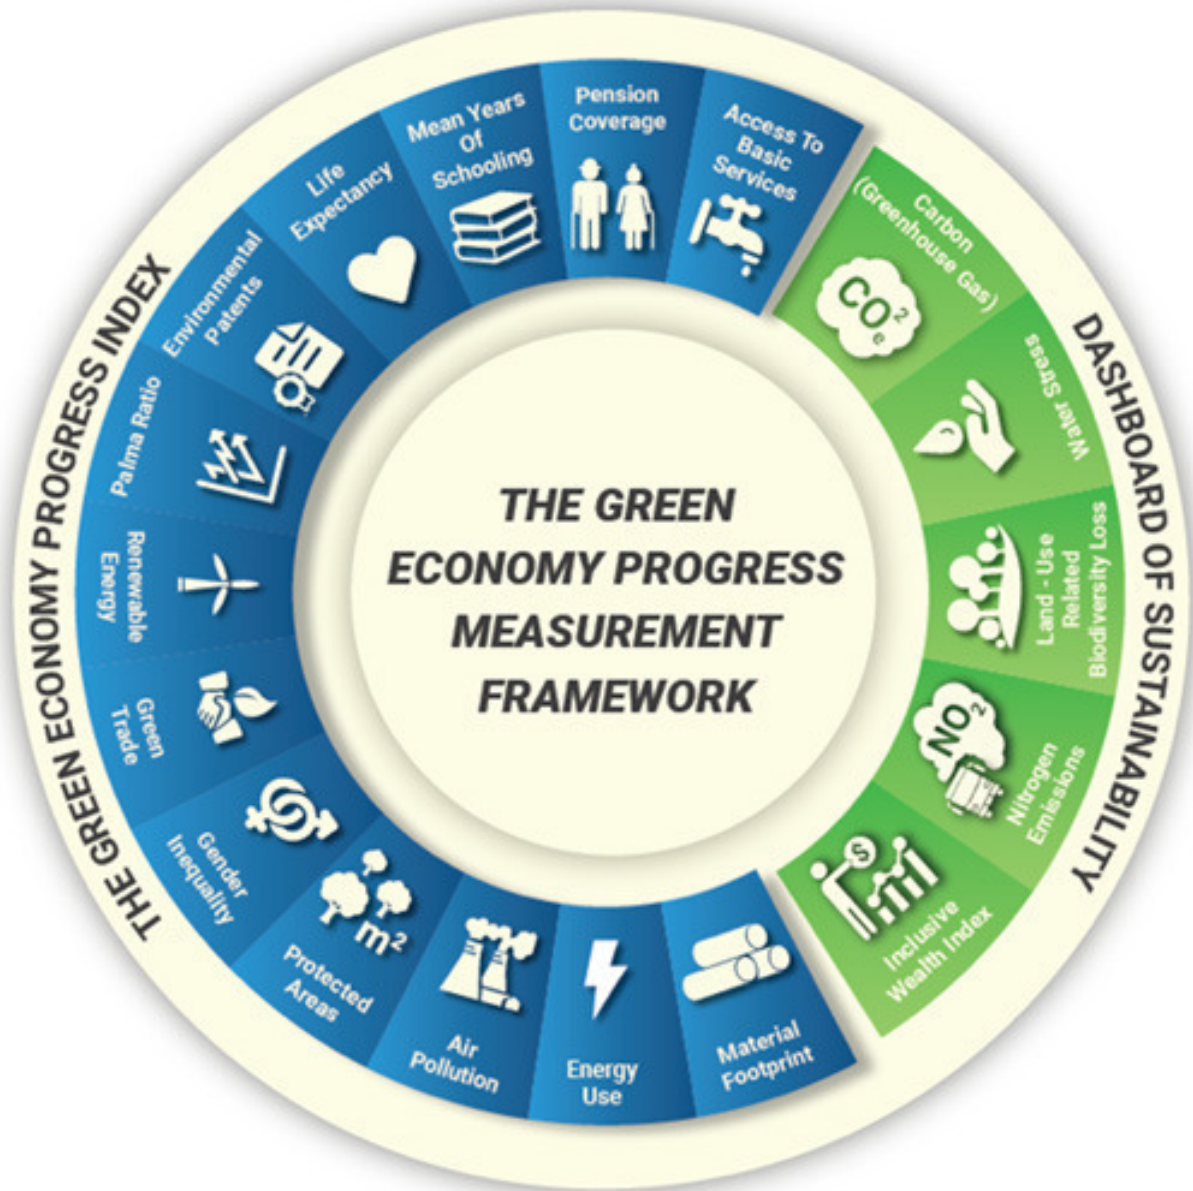 THE GREEN
ECONOMY PROGRESS
MEASUREMENT
FRAMEWORK
THE GREEN ECONOMY PROGRESS INDEX
Material
Footprint
Energy
Use
Air
Pollution
Protected
Areas
m²
Gender
Inequality
Green
Trade
Renewable
Energy
Palma Ratio
Environmental
Patents
Life
Expectancy
Mean Years
Of
Schooling
Pension
Coverage
Access To
Basic
Services
DASHBOARD OF SUSTAINABILITY
Carbon
(Greenhouse Gas)
CO²e
Water Stress
Land - Use
Related
Biodiversity Loss
NO₂
Nitrogen
Emissions
$
Inclusive
Wealth Index